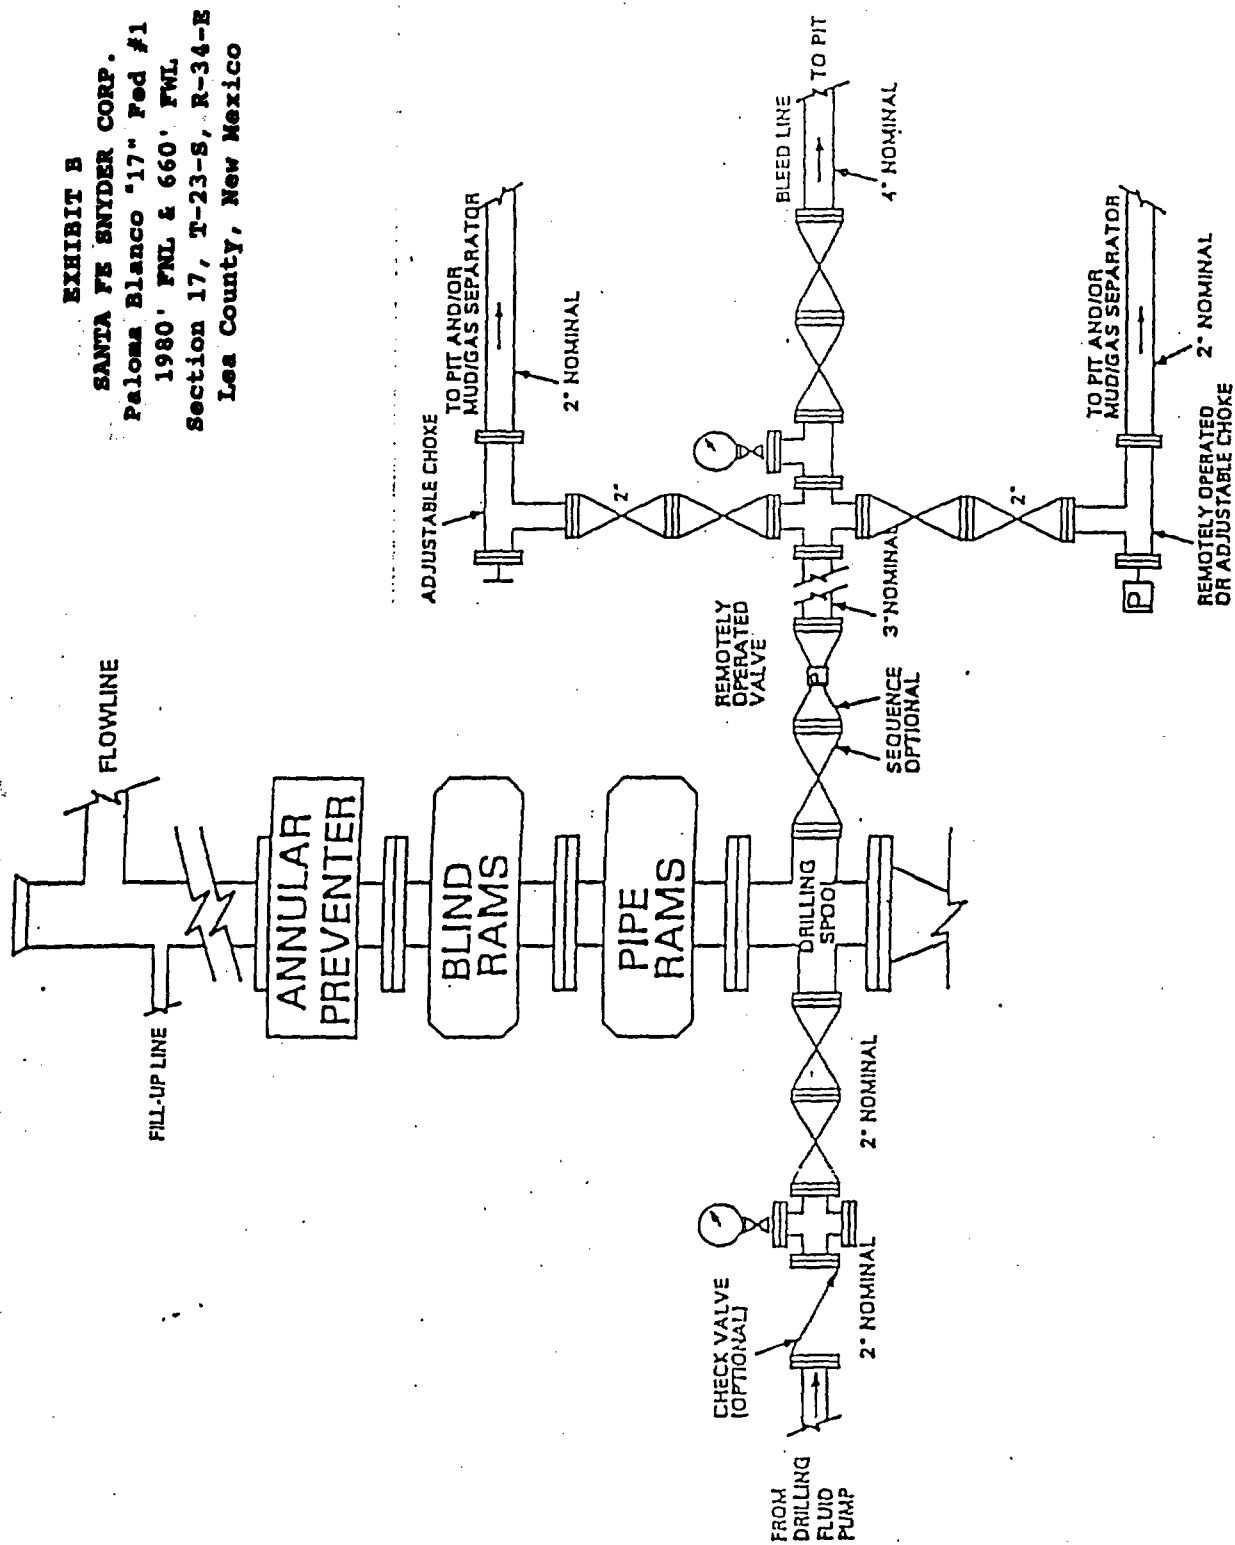 EXHIBIT B
SANTA FE SNYDER CORP.
Paloma Blanco "17" Fed #1
1980' FNL & 660' FWL
Section 17, T-23-S, R-34-E
Lea County, New Mexico
FLOWLINE
FILL-UP LINE
ANNULAR
PREVENTER
BLIND
RAMS
PIPE
RAMS
DRILLING
SPOOL
ADJUSTABLE CHOKE
TO PIT AND/OR
MUD/GAS SEPARATOR
2" NOMINAL
2"
REMOTELY
OPERATED
VALVE
BLEED LINE
TO PIT
4" NOMINAL
3" NOMINAL
SEQUENCE
OPTIONAL
P
2"
TO PIT AND/OR
MUD/GAS SEPARATOR
2" NOMINAL
REMOTELY OPERATED
OR ADJUSTABLE CHOKE
P
CHECK VALVE
(OPTIONAL)
2" NOMINAL
2" NOMINAL
FROM
DRILLING
FLUID
PUMP